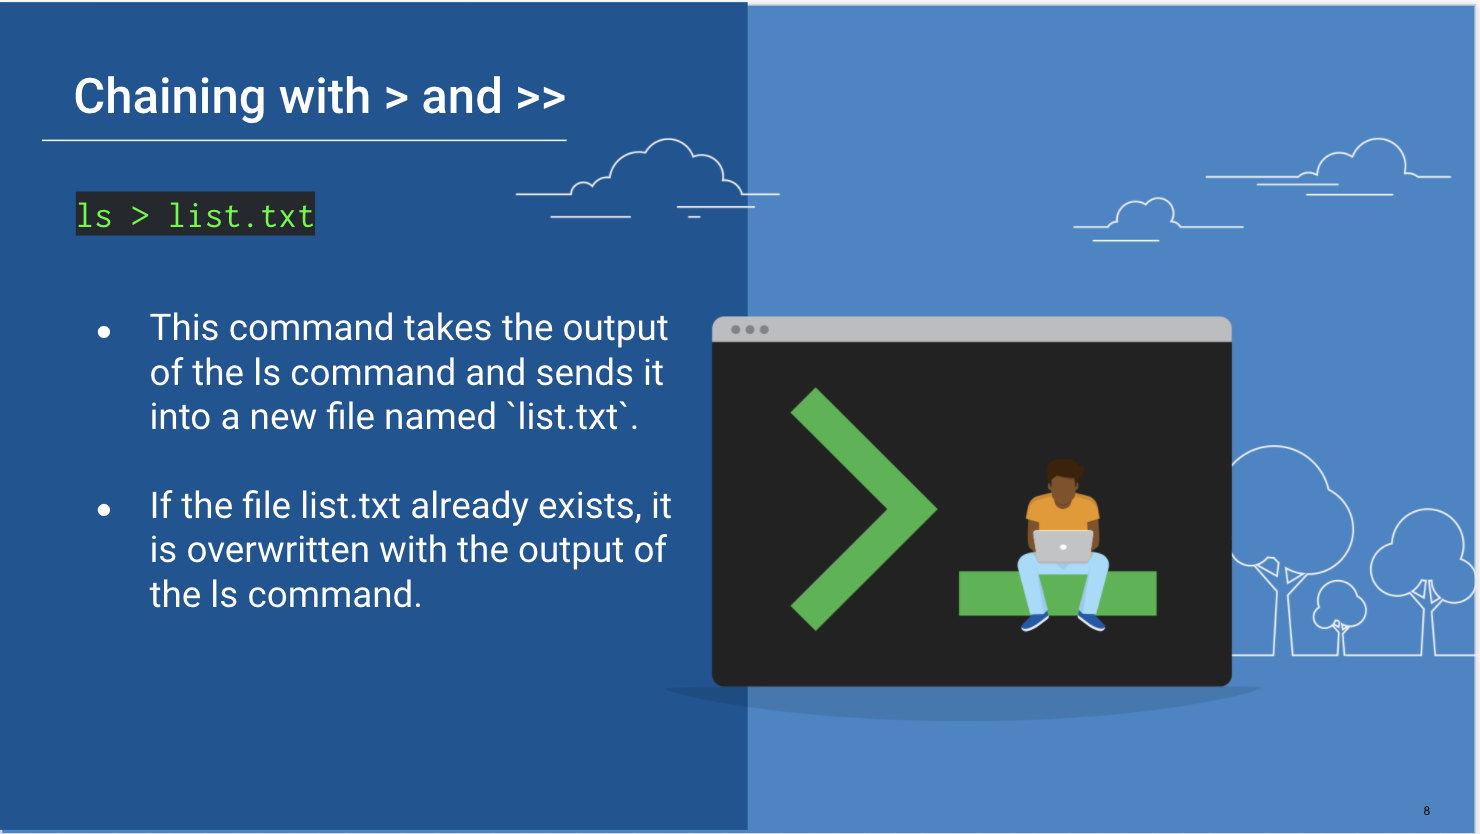 Chaining with > and >>
ls > list.txt
● This command takes the output
of the ls command and sends it
into a new file named `list.txt`.
● If the file list.txt already exists, it
is overwritten with the output of
the ls command.
8